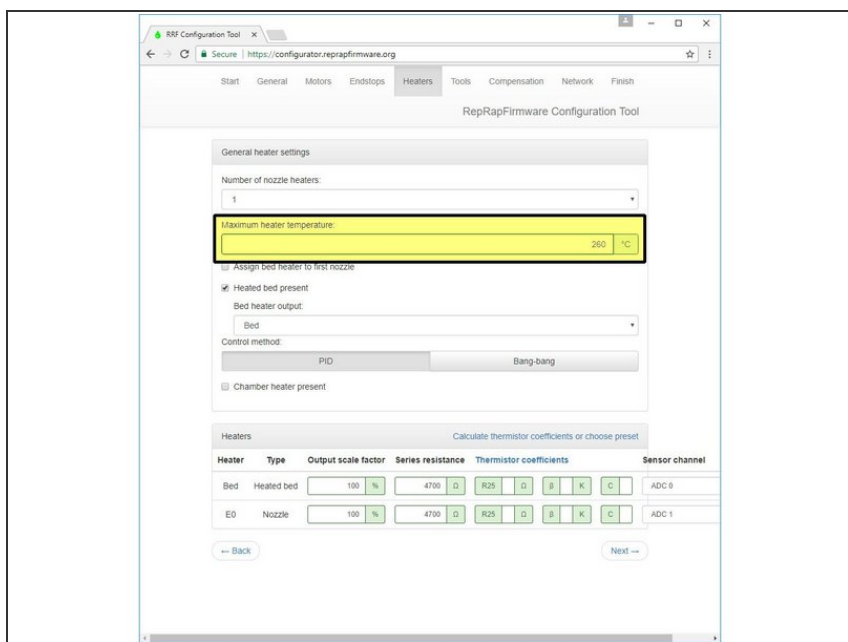 RRF Configuration Tool
Secure https://configurator.reprapfirmware.org
Start General Motors Endstops Heaters Tools Compensation Network Finish
RepRapFirmware Configuration Tool
General heater settings
Number of nozzle heaters:
1
Maximum heater temperature:
260 °C
Assign bed heater to first nozzle
Heated bed present
Bed heater output:
Bed
Control method:
PID Bang-bang
Chamber heater present
Heaters Calculate thermistor coefficients or choose preset
Heater Type Output scale factor Series resistance Thermistor coefficients Sensor channel
Bed Heated bed 100 % 4700 Ω R25 Ω β K C ADC 0
E0 Nozzle 100 % 4700 Ω R25 Ω β K C ADC 1
← Back Next →